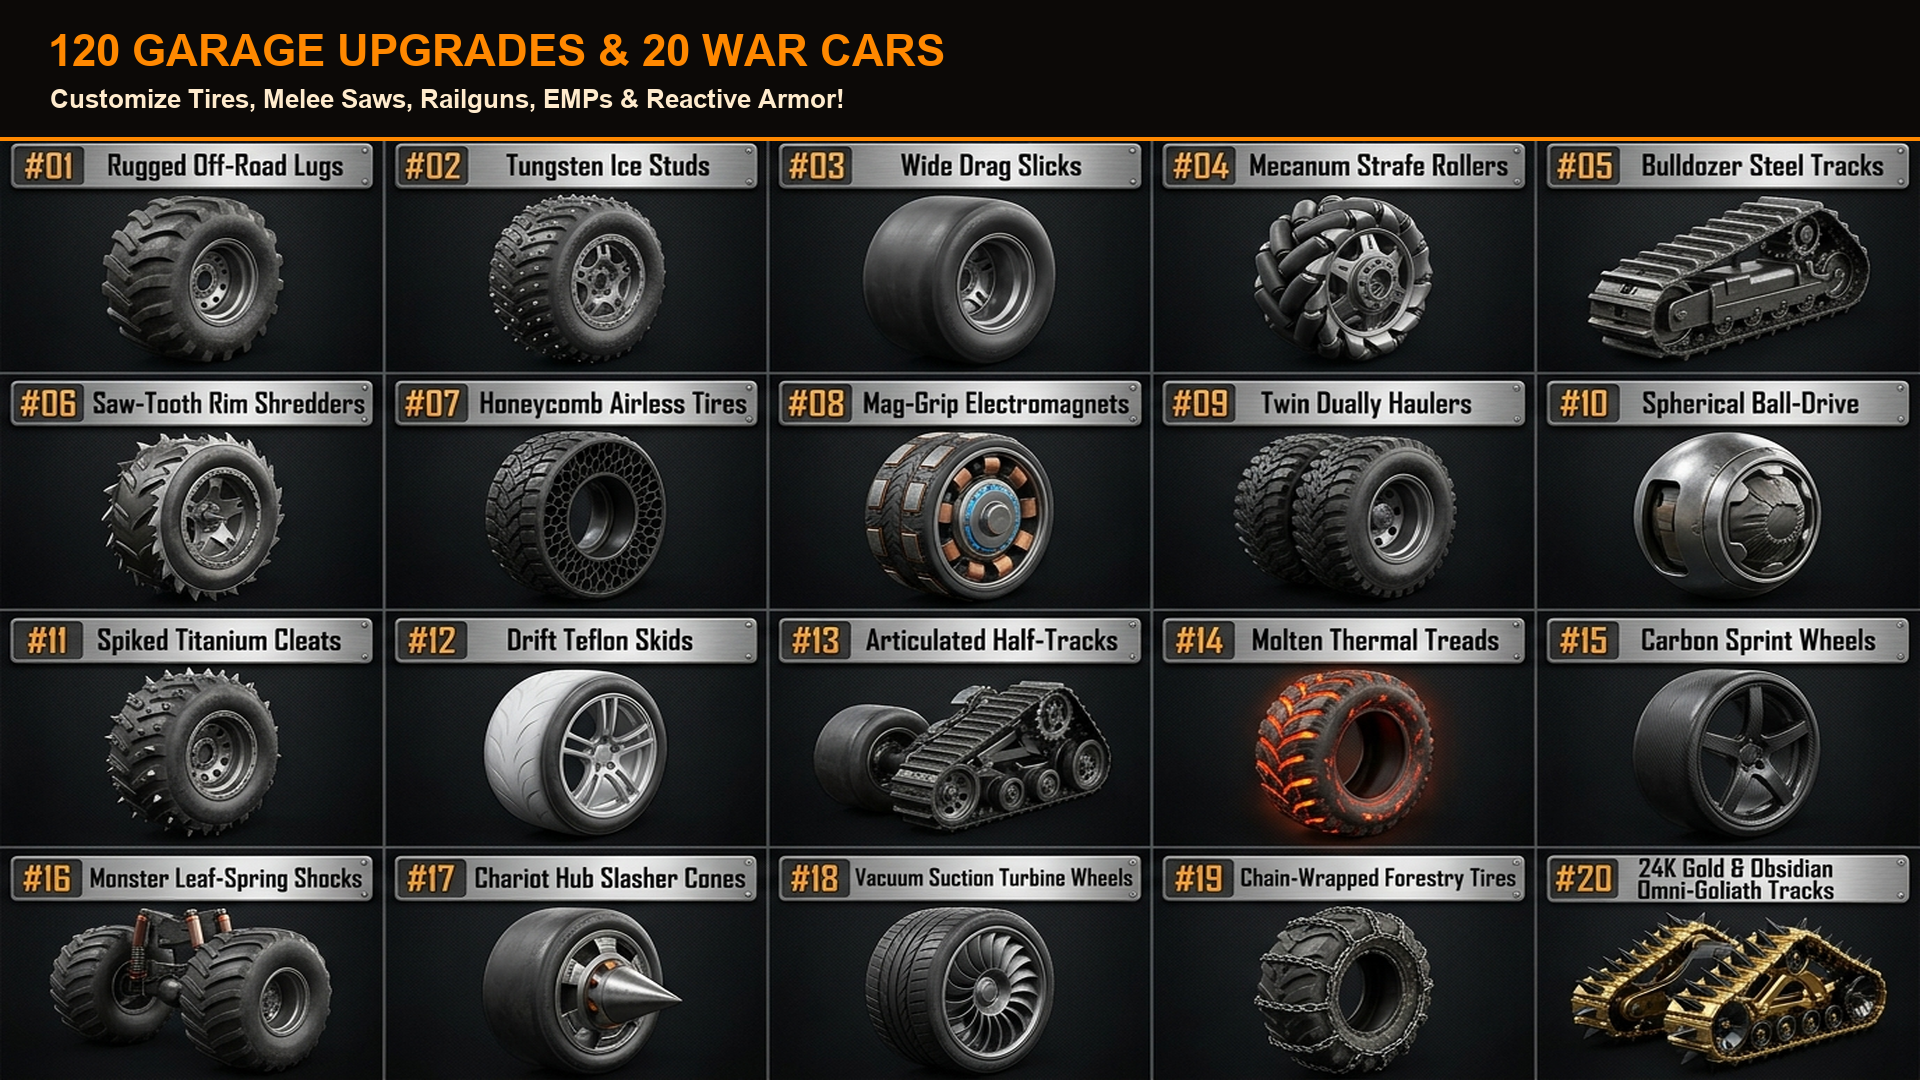 120 GARAGE UPGRADES & 20 WAR CARS
Customize Tires, Melee Saws, Railguns, EMPs & Reactive Armor!
#01 Rugged Off-Road Lugs
#02 Tungsten Ice Studs
#03 Wide Drag Slicks
#04 Mecanum Strafe Rollers
#05 Bulldozer Steel Tracks
#06 Saw-Tooth Rim Shredders
#07 Honeycomb Airless Tires
#08 Mag-Grip Electromagnets
#09 Twin Dually Haulers
#10 Spherical Ball-Drive
#11 Spiked Titanium Cleats
#12 Drift Teflon Skids
#13 Articulated Half-Tracks
#14 Molten Thermal Treads
#15 Carbon Sprint Wheels
#16 Monster Leaf-Spring Shocks
#17 Chariot Hub Slasher Cones
#18 Vacuum Suction Turbine Wheels
#19 Chain-Wrapped Forestry Tires
#20 24K Gold & Obsidian
Omni-Goliath Tracks